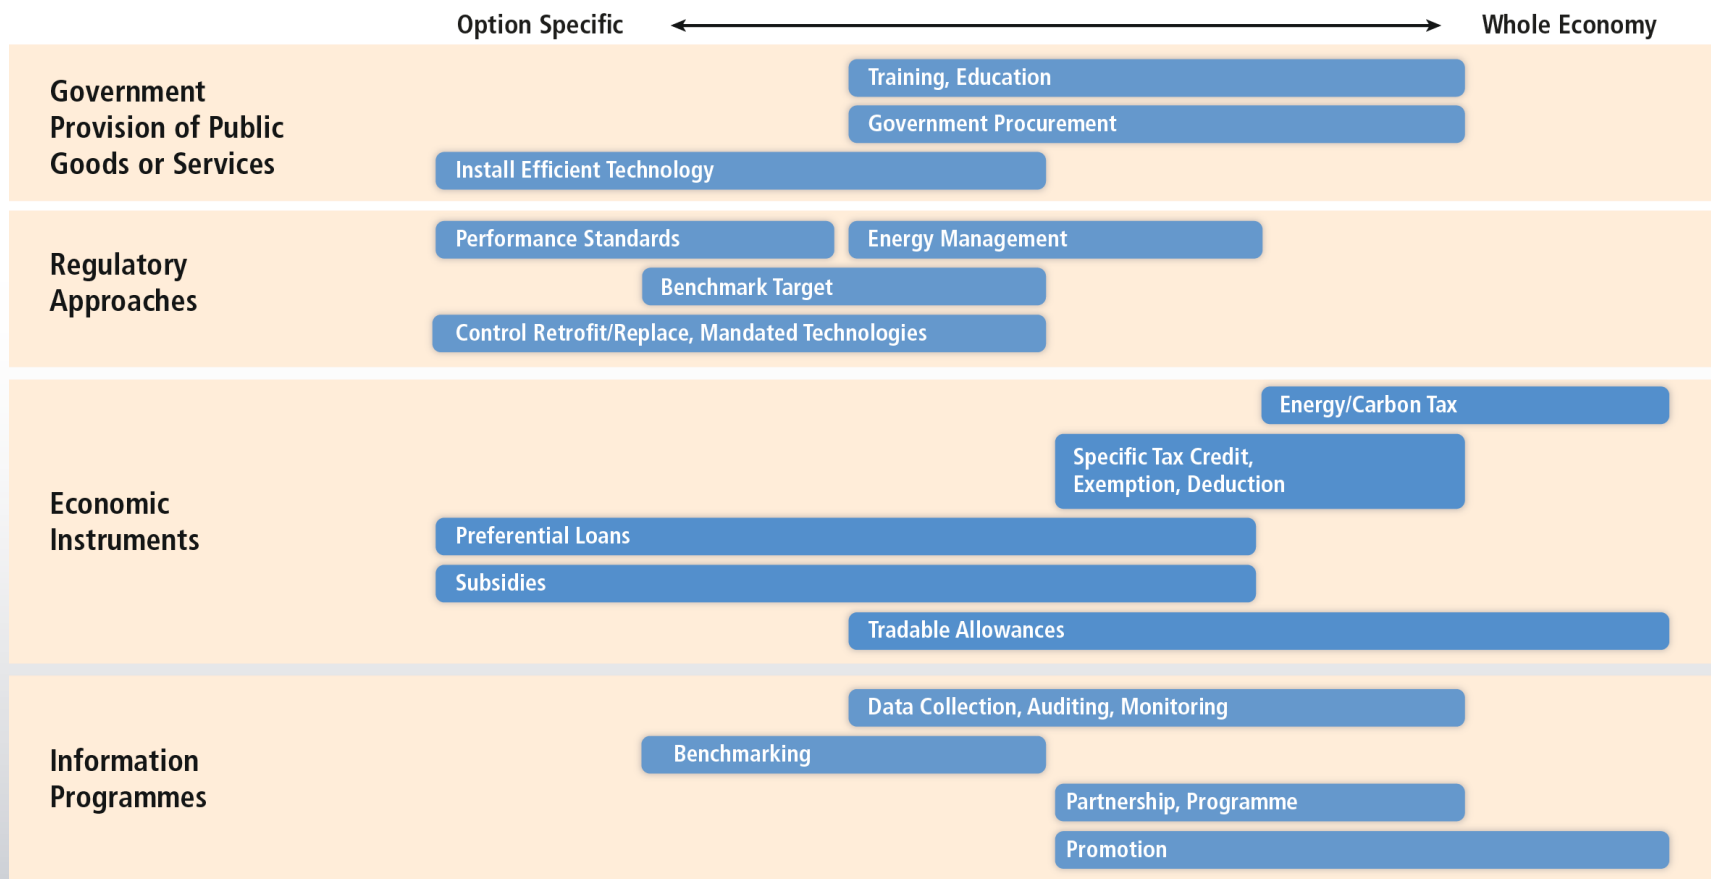 Option Specific
Whole Economy
Government
Provision of Public
Goods or Services
Training, Education
Government Procurement
Install Efficient Technology
Regulatory
Approaches
Performance Standards
Energy Management
Benchmark Target
Control Retrofit/Replace, Mandated Technologies
Economic
Instruments
Energy/Carbon Tax
Specific Tax Credit,
Exemption, Deduction
Preferential Loans
Subsidies
Tradable Allowances
Information
Programmes
Data Collection, Auditing, Monitoring
Benchmarking
Partnership, Programme
Promotion